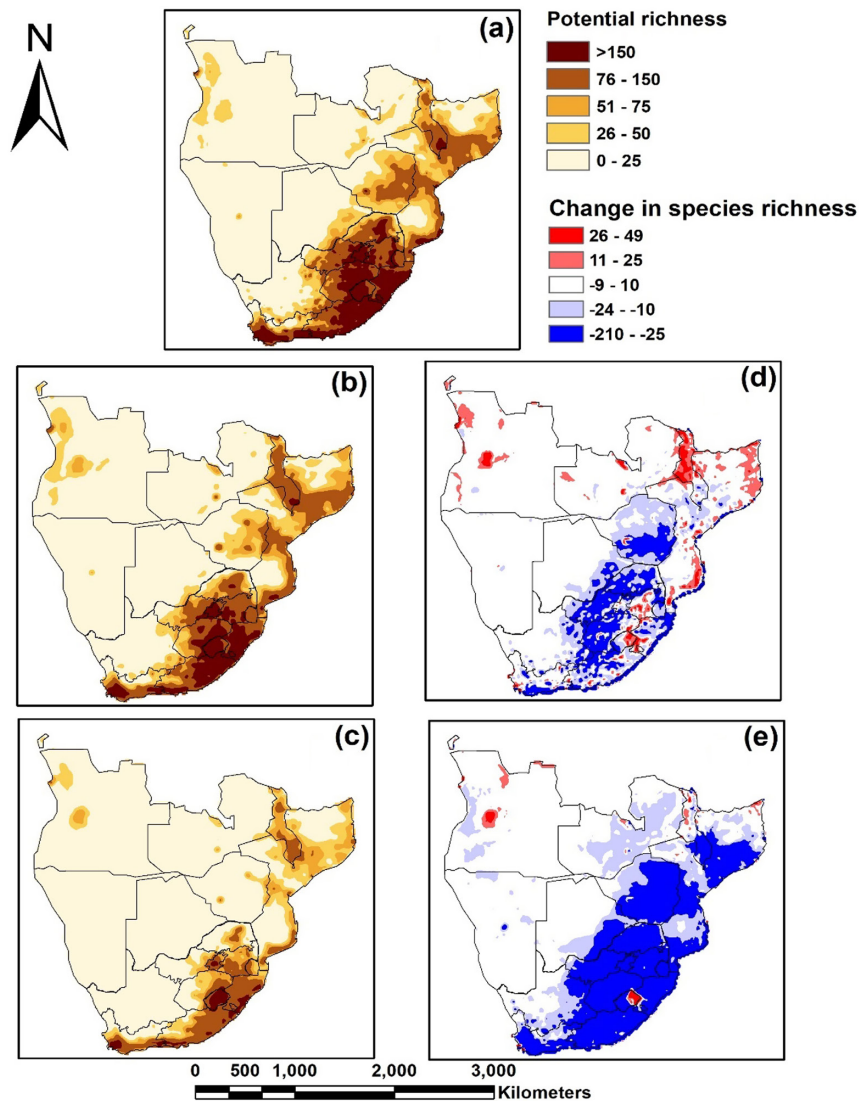 N
(a)
Potential richness
>150
76 - 150
51 - 75
26 - 50
0 - 25
Change in species richness
26 - 49
11 - 25
-9 - 10
-24 - -10
-210 - -25
(b)
(d)
(c)
(e)
0 500 1,000 2,000 3,000
Kilometers